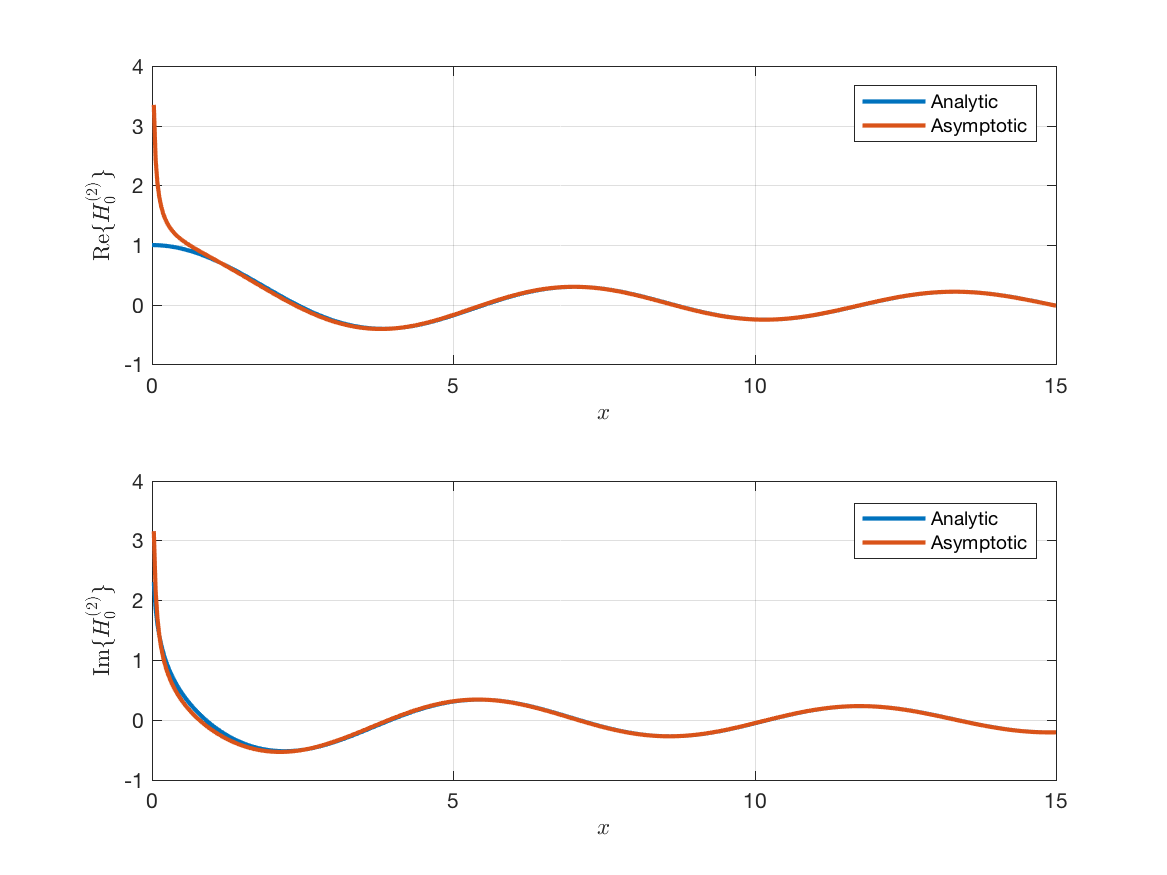 4
3
2
1
0
-1
Re{H_0^{(2)}}
Analytic
Asymptotic
0 5 10 15
x
4
3
2
1
0
-1
Im{H_0^{(2)}}
Analytic
Asymptotic
0 5 10 15
x